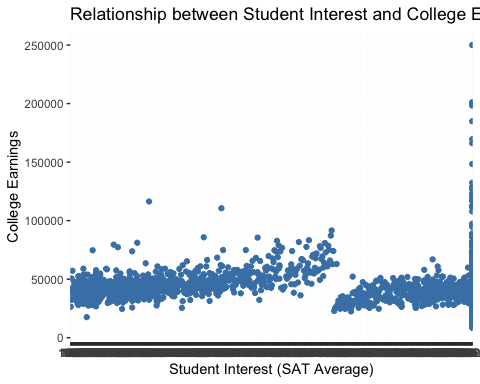 Relationship between Student Interest and College E
250000
200000
150000
100000
50000
0
College Earnings
Student Interest (SAT Average)